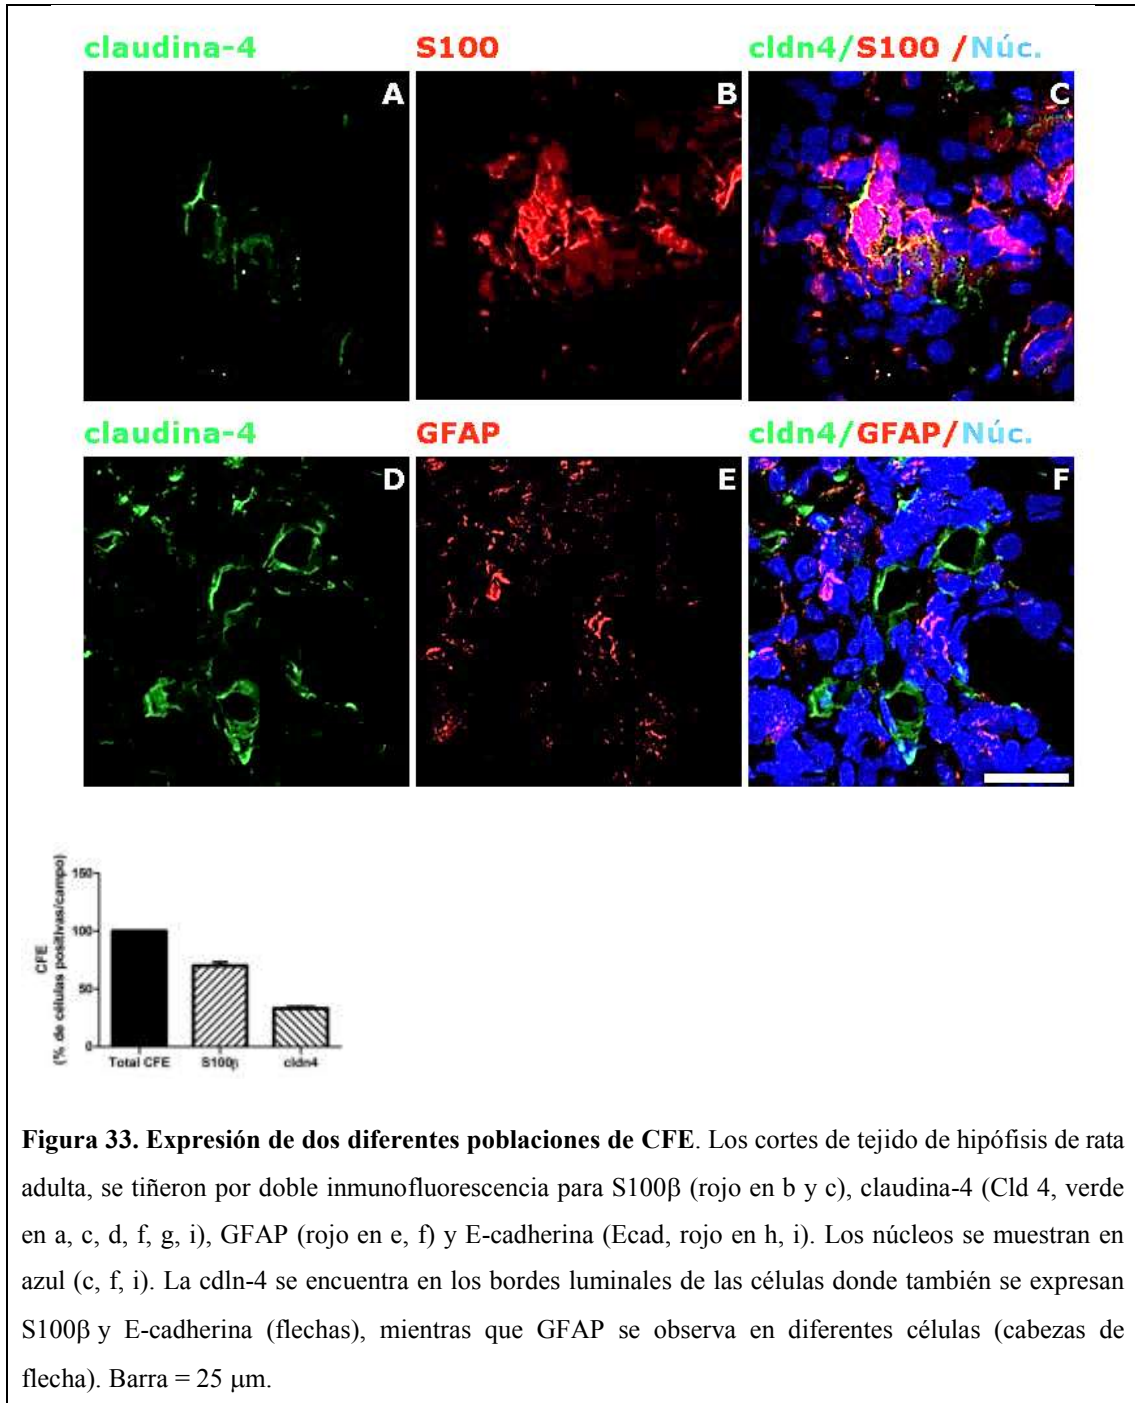 claudina-4 S100 cldn4/S100 /Núc.
A B C
claudina-4 GFAP cldn4/GFAP/Núc.
D E F
CFE
(% de células positivas/campo)
150
100
50
0
Total CFE S100β cldn4
Figura 33. Expresión de dos diferentes poblaciones de CFE. Los cortes de tejido de hipófisis de rata
adulta, se tiñeron por doble inmunofluorescencia para S100β (rojo en b y c), claudina-4 (Cld 4, verde
en a, c, d, f, g, i), GFAP (rojo en e, f) y E-cadherina (Ecad, rojo en h, i). Los núcleos se muestran en
azul (c, f, i). La cdln-4 se encuentra en los bordes luminales de las células donde también se expresan
S100β y E-cadherina (flechas), mientras que GFAP se observa en diferentes células (cabezas de
flecha). Barra = 25 μm.